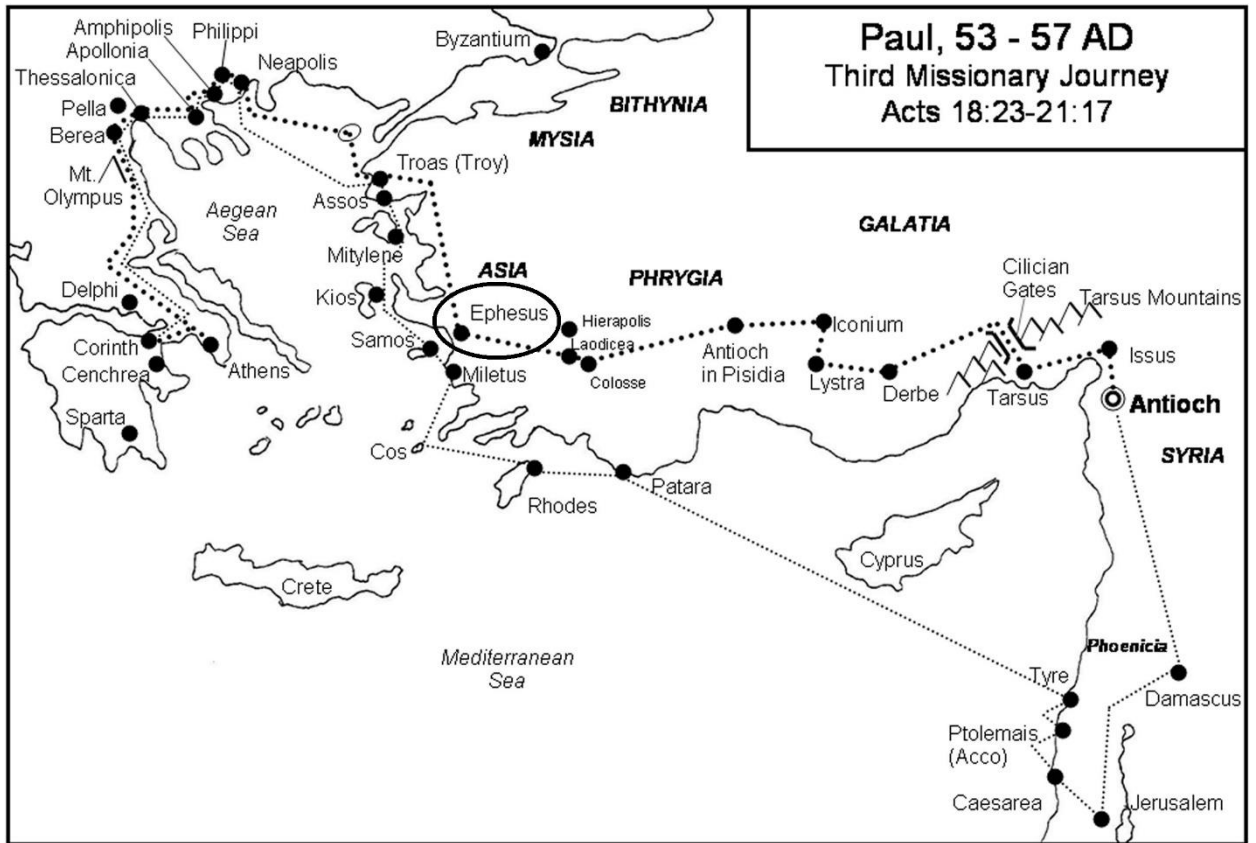 Paul, 53 - 57 AD
Third Missionary Journey
Acts 18:23-21:17
Amphipolis
Philippi
Apollonia
Neapolis
Thessalonica
Byzantium
Pella
BITHYNIA
Berea
MYSIA
Mt.
Olympus
Troas (Troy)
Assos
Aegean
Sea
GALATIA
Mitylene
ASIA
PHRYGIA
Cilician
Gates
Tarsus Mountains
Delphi
Kios
Ephesus
Hierapolis
Iconium
Corinth
Samos
Laodicea
Antioch
in Pisidia
Issus
Cenchrea
Athens
Miletus
Colosse
Lystra
Derbe
Tarsus
Antioch
Sparta
Cos
SYRIA
Rhodes
Patara
Cyprus
Crete
Mediterranean
Sea
Phoenicia
Tyre
Damascus
Ptolemais
(Acco)
Caesarea
Jerusalem